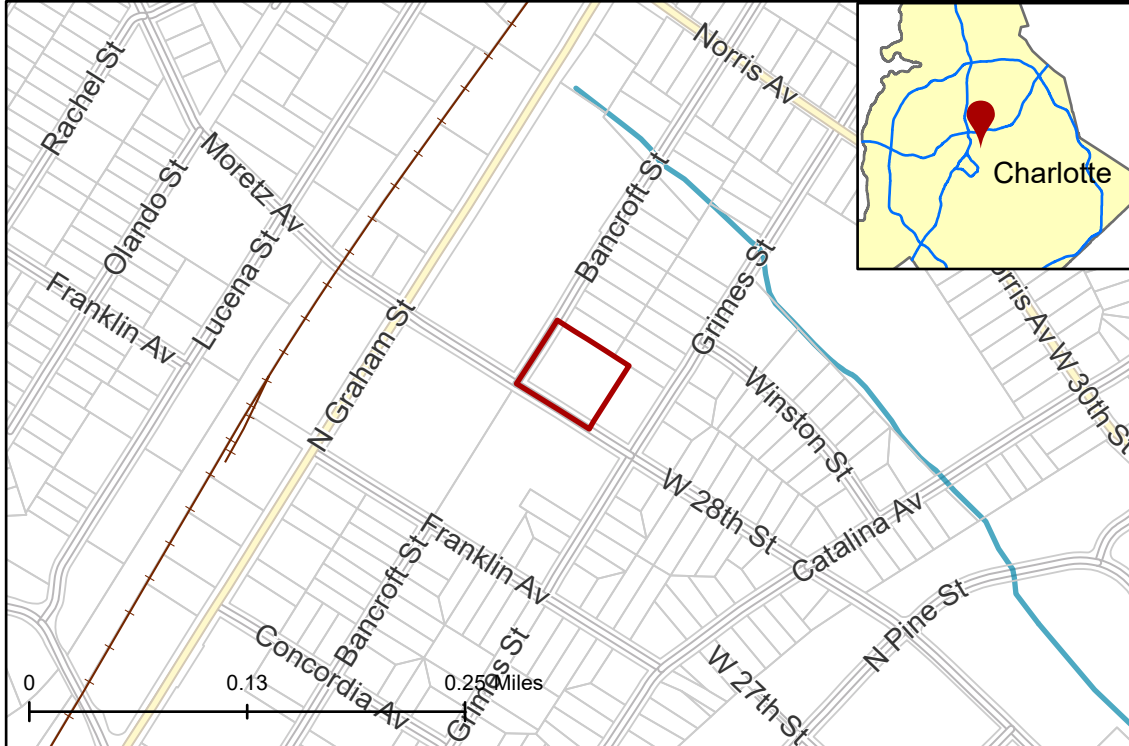 Norris Av
Rachel St
Moretz Av
Bancroft St
Charlotte
Olando St
Lucena St
Grimes St
Franklin Av
N Graham St
orris Av
W 30th St
Winston St
W 28th St
Catalina Av
Franklin Av
Bancroft St
N Pine St
Concordia Av
Grimes St
W 27th St
0
0.13
0.25 Miles